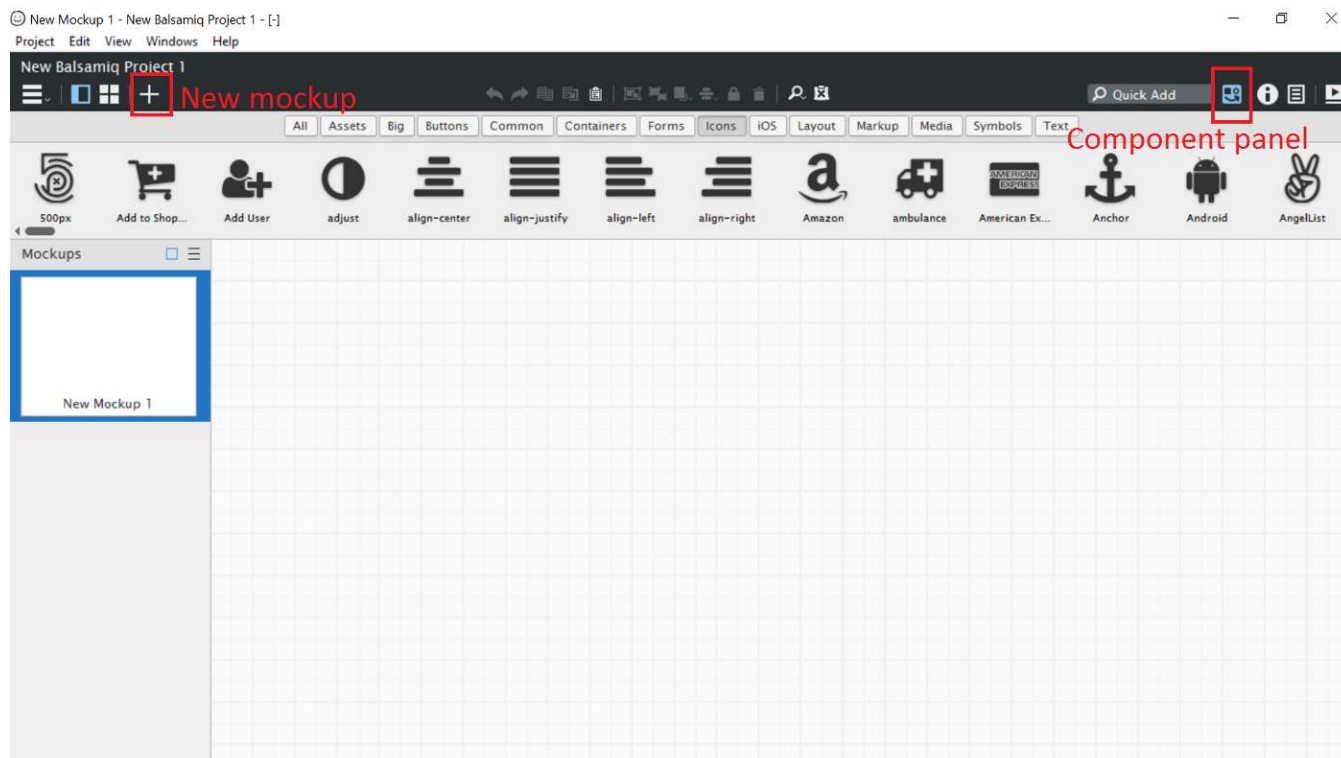 New Mockup 1 - New Balsamiq Project 1 - [-]
Project Edit View Windows Help
New Balsamiq Project 1
New mockup
Quick Add
All Assets Big Buttons Common Containers Forms Icons iOS Layout Markup Media Symbols Text
Component panel
AMERICAN
EXPRESS
500px Add to Shop... Add User adjust align-center align-justify align-left align-right Amazon ambulance American Ex... Anchor Android AngelList
Mockups
New Mockup 1